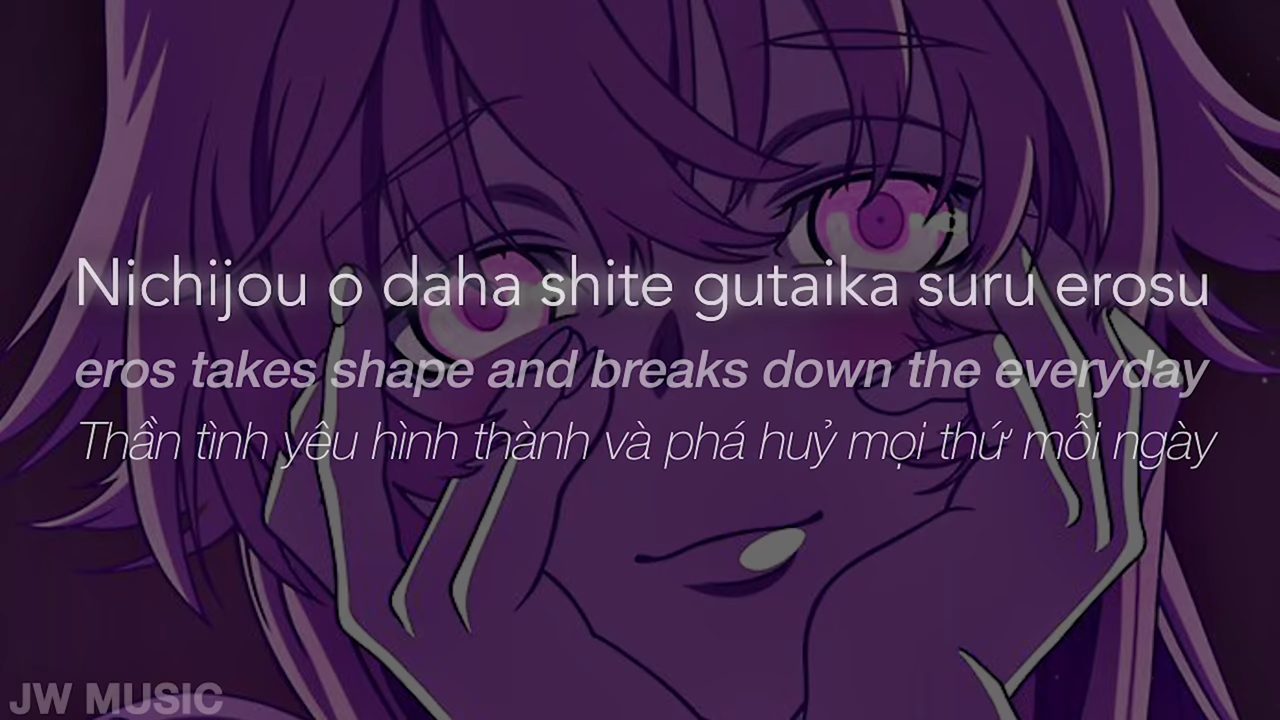 Nichijou o daha shite gutaika suru erosu
eros takes shape and breaks down the everyday
Thần tình yêu hình thành và phá huỷ mọi thứ mỗi ngày
JW MUSIC